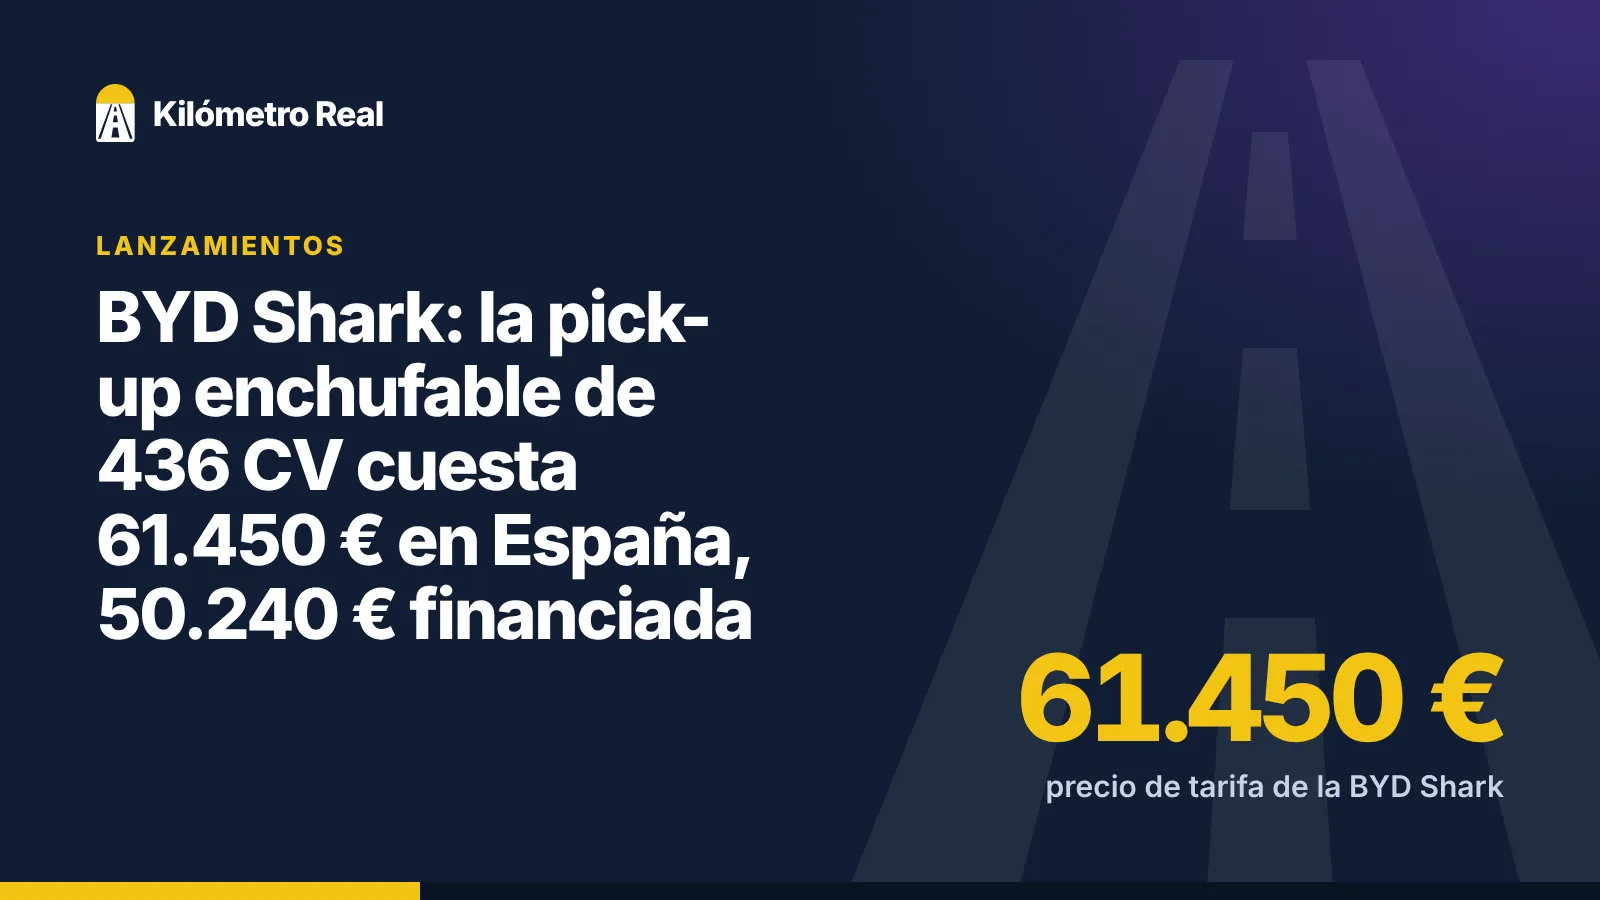 Kilómetro Real
LANZAMIENTOS
BYD Shark: la pick-
up enchufable de
436 CV cuesta
61.450 € en España,
50.240 € financiada
61.450 €
precio de tarifa de la BYD Shark